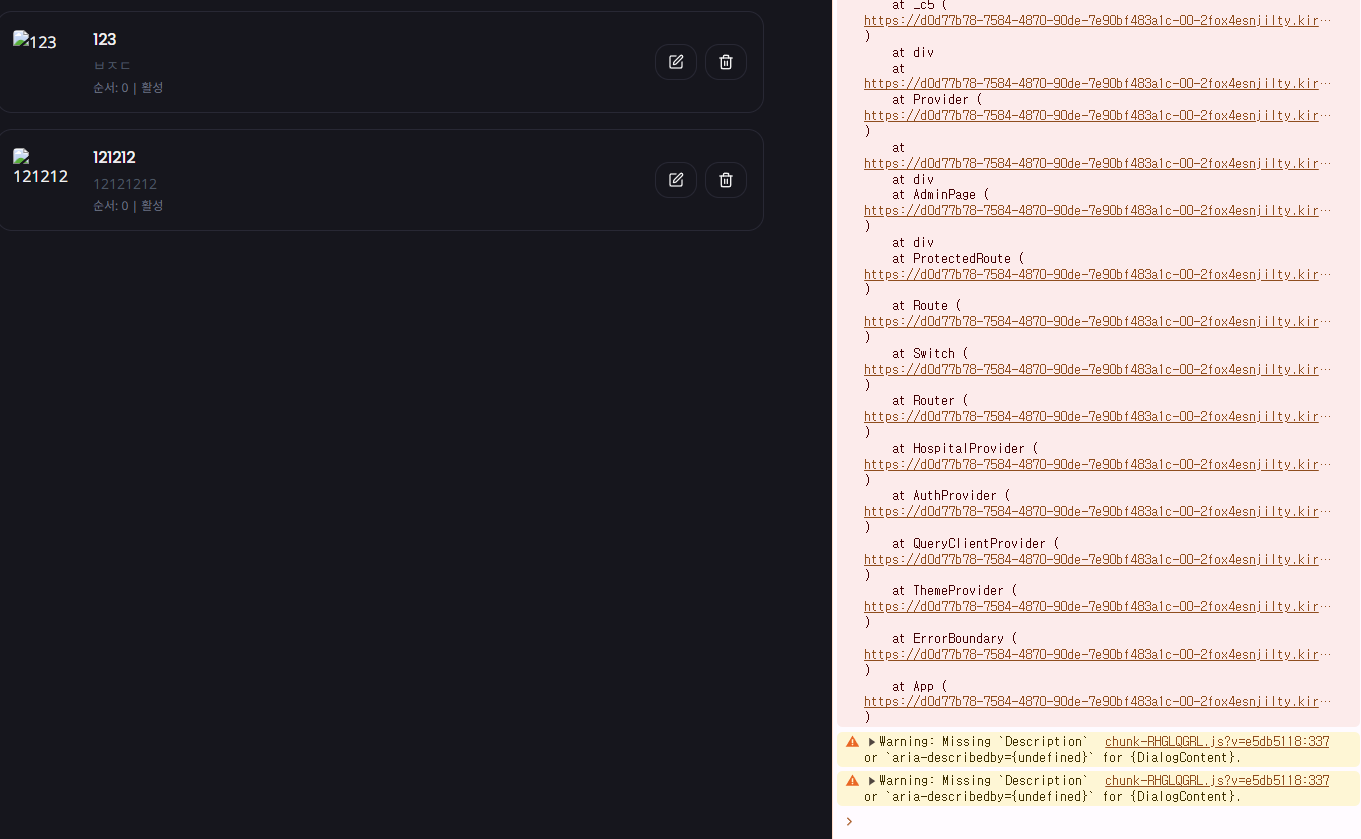 123
123
ㅂㅈㄷ
순서: 0 | 활성
121212
121212
12121212
순서: 0 | 활성
at _c5 (
https://d0d77b78-7584-4870-90de-7e90bf483a1c-00-2fox4esnjilty.kir…
)
at div
at
https://d0d77b78-7584-4870-90de-7e90bf483a1c-00-2fox4esnjilty.kir…
at Provider (
https://d0d77b78-7584-4870-90de-7e90bf483a1c-00-2fox4esnjilty.kir…
)
at
https://d0d77b78-7584-4870-90de-7e90bf483a1c-00-2fox4esnjilty.kir…
at div
at AdminPage (
https://d0d77b78-7584-4870-90de-7e90bf483a1c-00-2fox4esnjilty.kir…
)
at div
at ProtectedRoute (
https://d0d77b78-7584-4870-90de-7e90bf483a1c-00-2fox4esnjilty.kir…
)
at Route (
https://d0d77b78-7584-4870-90de-7e90bf483a1c-00-2fox4esnjilty.kir…
)
at Switch (
https://d0d77b78-7584-4870-90de-7e90bf483a1c-00-2fox4esnjilty.kir…
)
at Router (
https://d0d77b78-7584-4870-90de-7e90bf483a1c-00-2fox4esnjilty.kir…
)
at HospitalProvider (
https://d0d77b78-7584-4870-90de-7e90bf483a1c-00-2fox4esnjilty.kir…
)
at AuthProvider (
https://d0d77b78-7584-4870-90de-7e90bf483a1c-00-2fox4esnjilty.kir…
)
at QueryClientProvider (
https://d0d77b78-7584-4870-90de-7e90bf483a1c-00-2fox4esnjilty.kir…
)
at ThemeProvider (
https://d0d77b78-7584-4870-90de-7e90bf483a1c-00-2fox4esnjilty.kir…
)
at ErrorBoundary (
https://d0d77b78-7584-4870-90de-7e90bf483a1c-00-2fox4esnjilty.kir…
)
at App (
https://d0d77b78-7584-4870-90de-7e90bf483a1c-00-2fox4esnjilty.kir…
)
Warning: Missing `Description` chunk-RHGLQGRL.js?v=e5db5118:337
or `aria-describedby={undefined}` for {DialogContent}.
Warning: Missing `Description` chunk-RHGLQGRL.js?v=e5db5118:337
or `aria-describedby={undefined}` for {DialogContent}.